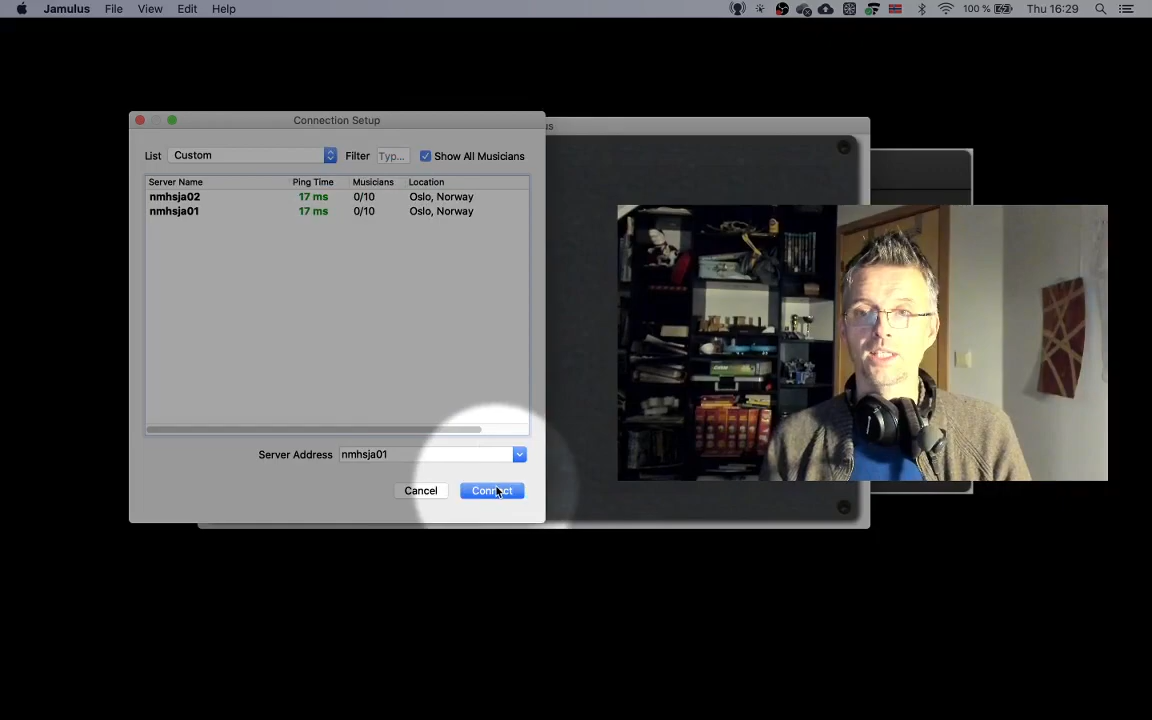 Jamulus File View Edit Help 100 % Thu 16:29
Connection Setup
us
List Custom Filter Typ... Show All Musicians
Server Name Ping Time Musicians Location
nmhsja02 17 ms 0/10 Oslo, Norway
nmhsja01 17 ms 0/10 Oslo, Norway
Server Address nmhsja01
Cancel Connect